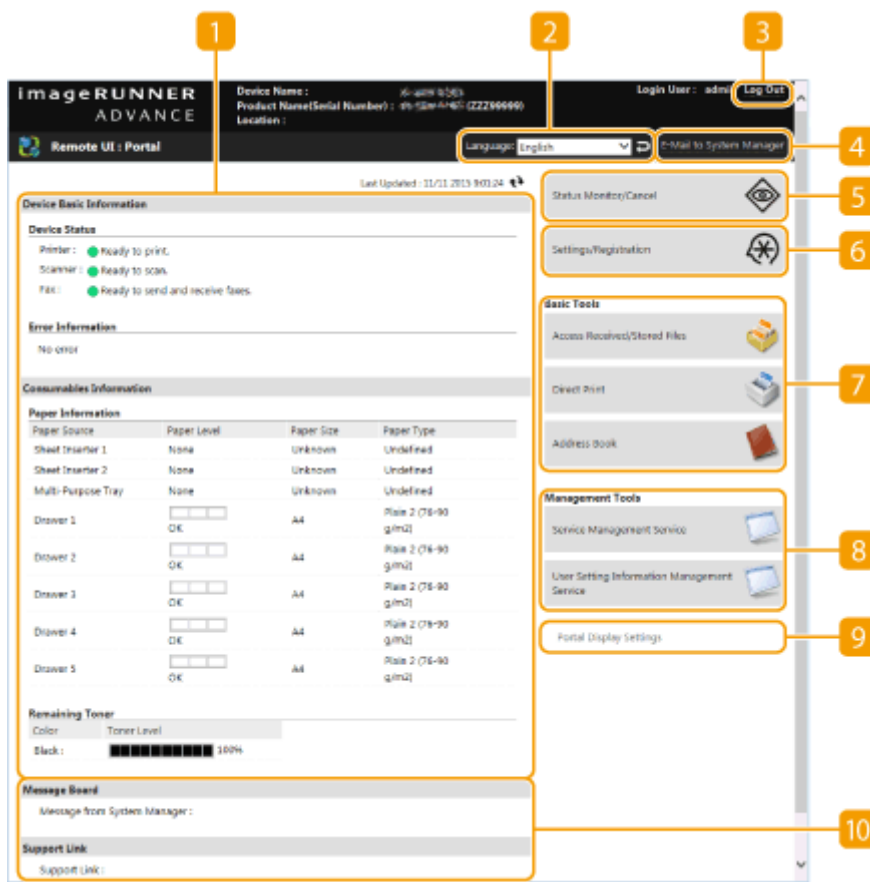 1
2
3
imageRUNNER
ADVANCE
Device Name :
Product Name(Serial Number) : (ZZZ99999)
Location :
Login User : admi
Log Out
Remote UI : Portal
Language: English
E-Mail to System Manager
4
Last Updated : 11/11 2015 9:01:24
Device Basic Information
Device Status
Printer : Ready to print.
Scanner : Ready to scan.
Fax : Ready to send and receive faxes.
Error Information
No error
Consumables Information
Paper Information
Paper Source Paper Level Paper Size Paper Type
Sheet Inserter 1 None Unknown Undefined
Sheet Inserter 2 None Unknown Undefined
Multi-Purpose Tray None Unknown Undefined
Drawer 1 OK A4 Plain 2 (76-90 g/m2)
Drawer 2 OK A4 Plain 2 (76-90 g/m2)
Drawer 3 OK A4 Plain 2 (76-90 g/m2)
Drawer 4 OK A4 Plain 2 (76-90 g/m2)
Drawer 5 OK A4 Plain 2 (76-90 g/m2)
Remaining Toner
Color Toner Level
Black : 100%
Message Board
Message from System Manager :
Support Link
Support Link :
Status Monitor/Cancel
5
Settings/Registration
6
Basic Tools
Access Received/Stored Files
Direct Print
7
Address Book
Management Tools
Service Management Service
8
User Setting Information Management
Service
Portal Display Settings
9
10